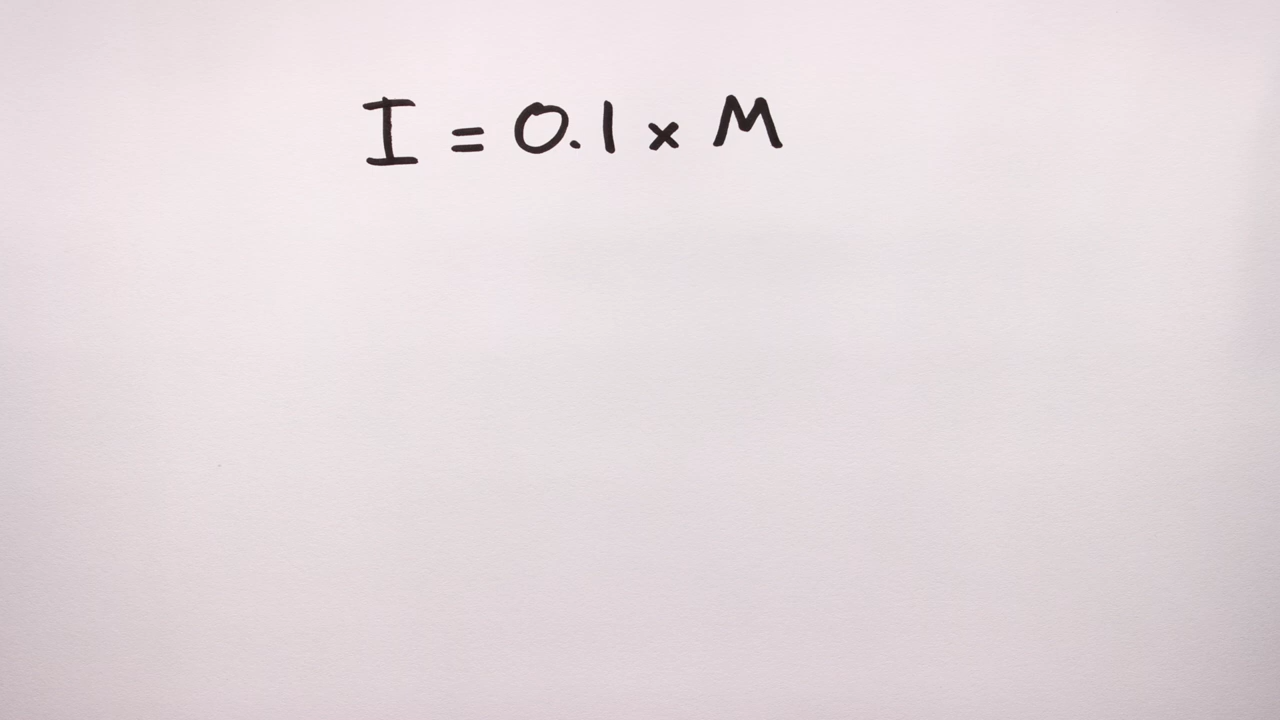 I = 0.1 × M